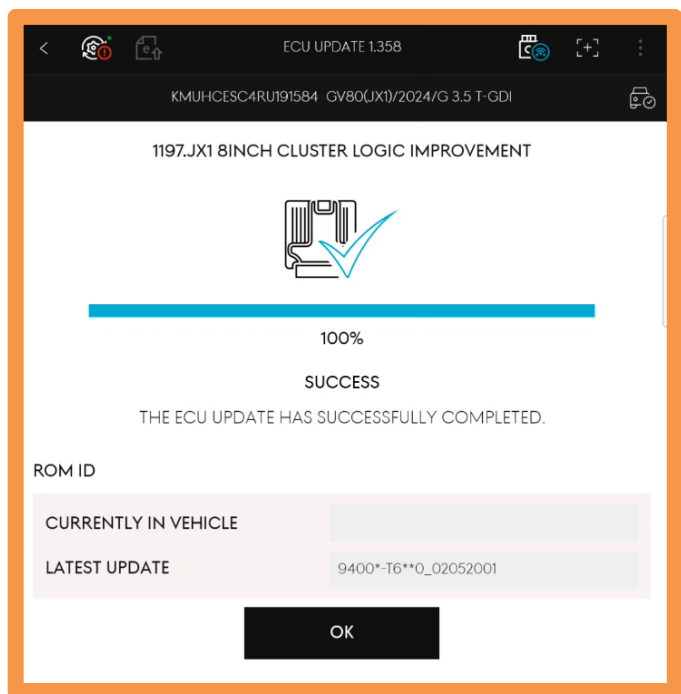 ECU UPDATE 1.358
KMUHCESC4RU191584 GV80(JX1)/2024/G 3.5 T-GDI
1197.JX1 8INCH CLUSTER LOGIC IMPROVEMENT
100%
SUCCESS
THE ECU UPDATE HAS SUCCESSFULLY COMPLETED.
ROM ID
CURRENTLY IN VEHICLE
LATEST UPDATE 9400*-T6**0_02052001
OK